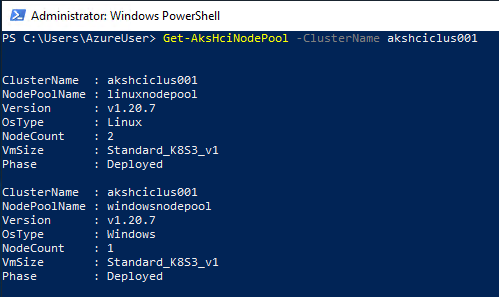 Administrator: Windows PowerShell
PS C:\Users\AzureUser> Get-AksHciNodePool -ClusterName akshciclus001
ClusterName : akshciclus001
NodePoolName : linuxnodepool
Version : v1.20.7
OsType : Linux
NodeCount : 2
VmSize : Standard_K8S3_v1
Phase : Deployed
ClusterName : akshciclus001
NodePoolName : windowsnodepool
Version : v1.20.7
OsType : Windows
NodeCount : 1
VmSize : Standard_K8S3_v1
Phase : Deployed